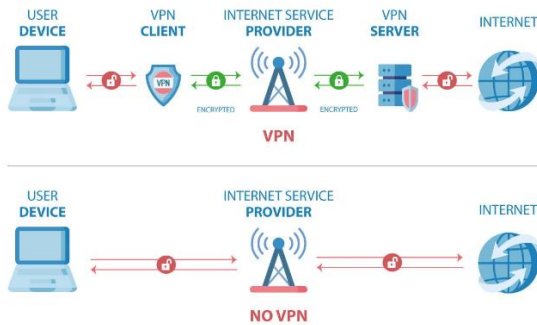 USER
DEVICE
VPN
CLIENT
INTERNET SERVICE
PROVIDER
VPN
SERVER
INTERNET
VPN
ENCRYPTED
ENCRYPTED
VPN
USER
DEVICE
INTERNET SERVICE
PROVIDER
INTERNET
NO VPN